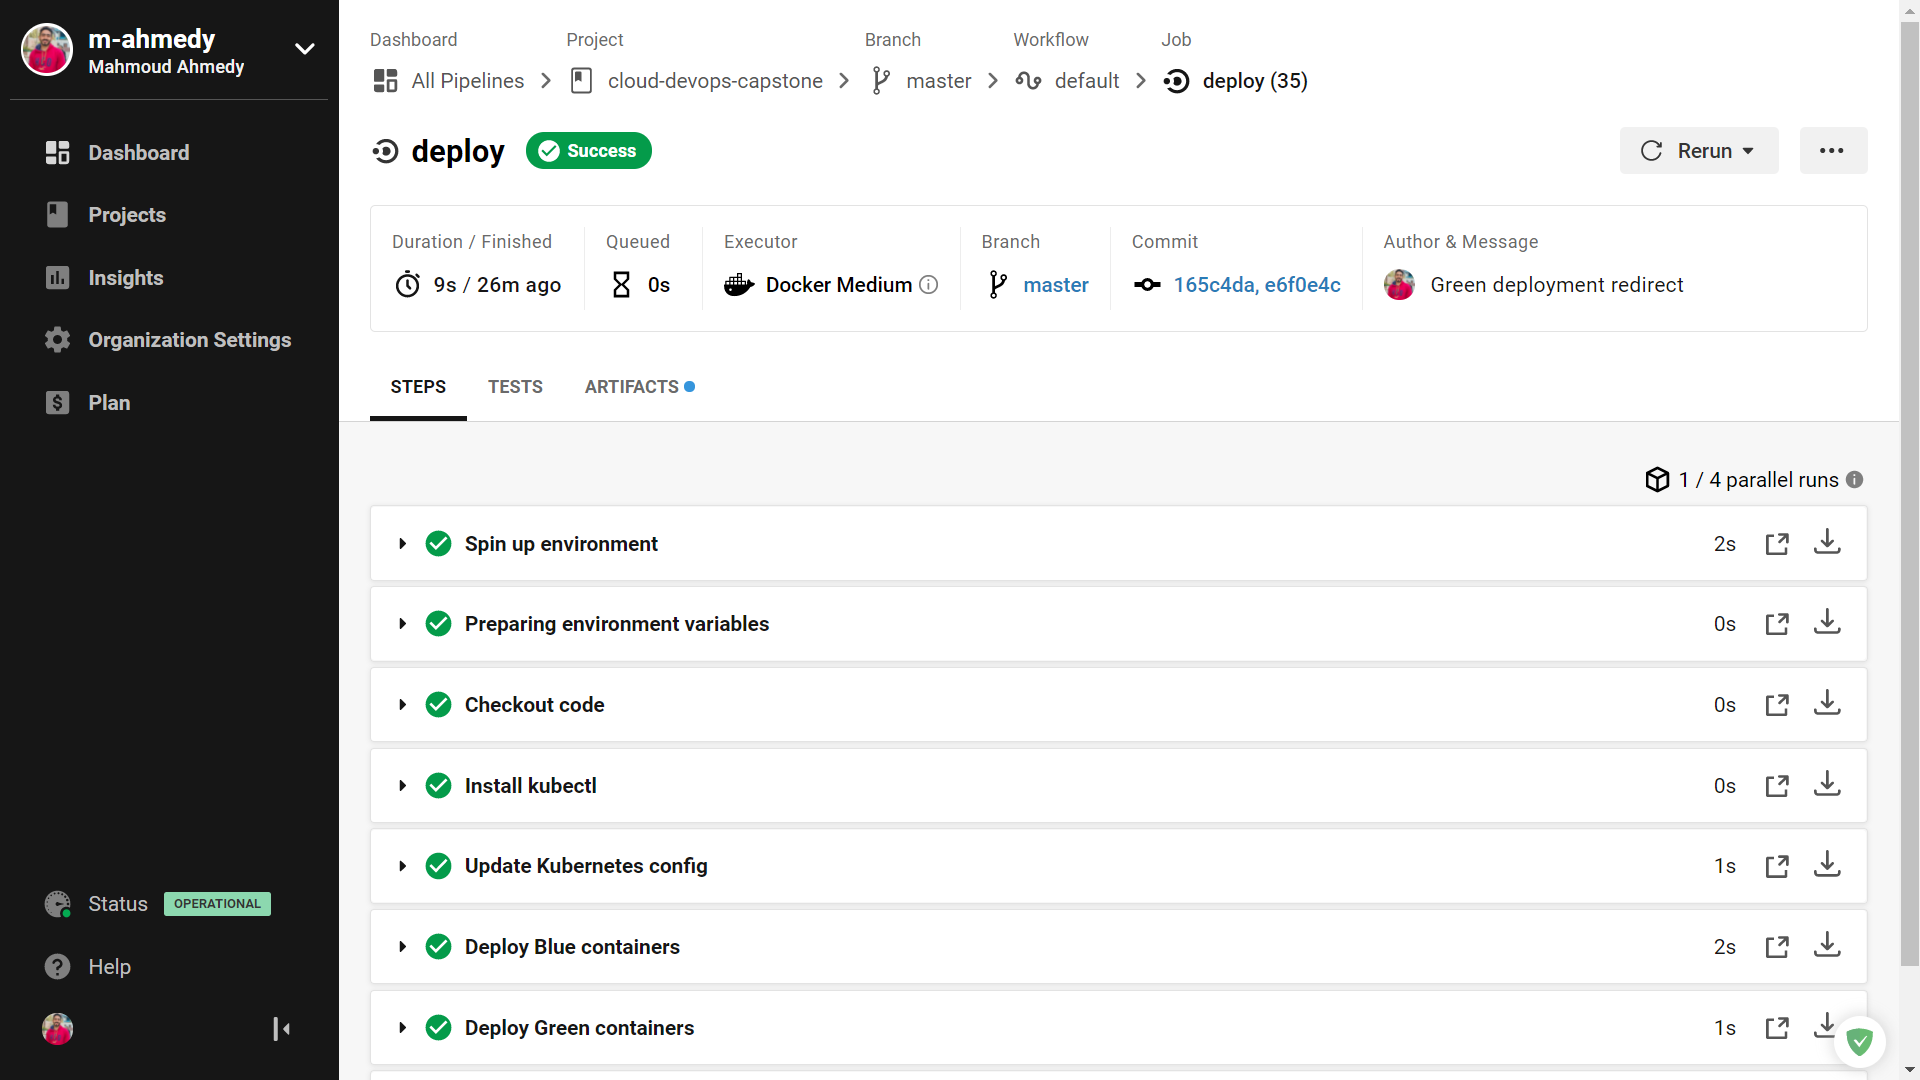 m-ahmedy
Mahmoud Ahmedy
Dashboard
Projects
Insights
Organization Settings
Plan
Status OPERATIONAL
Help
Dashboard Project Branch Workflow Job
All Pipelines cloud-devops-capstone master default deploy (35)
deploy Success Rerun
Duration / Finished Queued Executor Branch Commit Author & Message
9s / 26m ago 0s Docker Medium master 165c4da, e6f0e4c Green deployment redirect
STEPS TESTS ARTIFACTS
1 / 4 parallel runs
Spin up environment 2s
Preparing environment variables 0s
Checkout code 0s
Install kubectl 0s
Update Kubernetes config 1s
Deploy Blue containers 2s
Deploy Green containers 1s